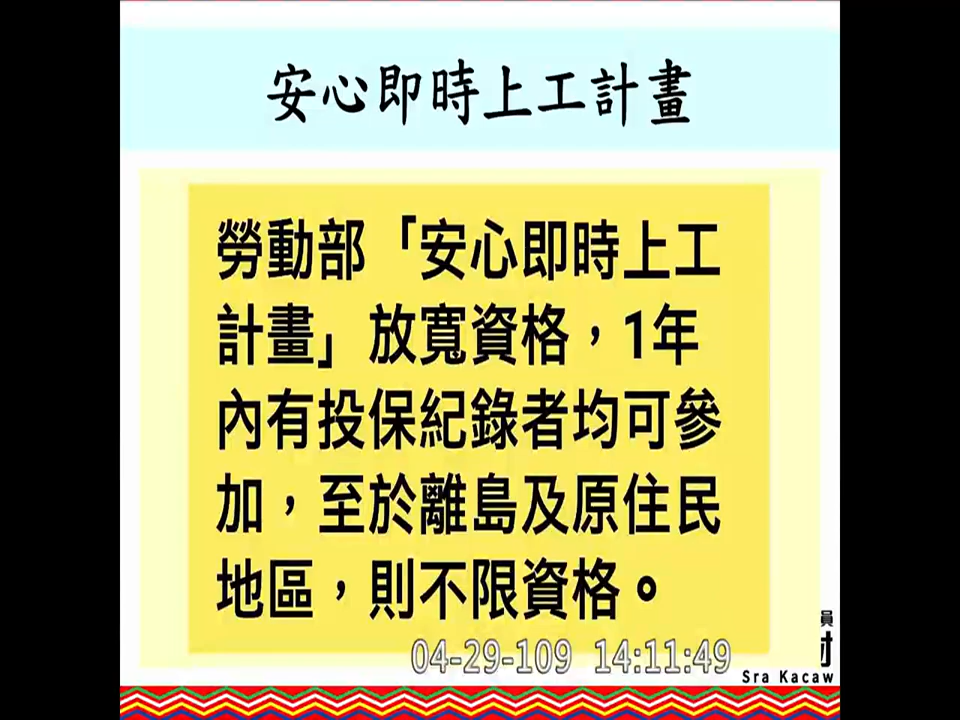 安心即時上工計畫
勞動部「安心即時上工
計畫」放寬資格，1年
內有投保紀錄者均可參
加，至於離島及原住民
地區，則不限資格。
員
Sra Kacaw
04-29-109 14:11:49